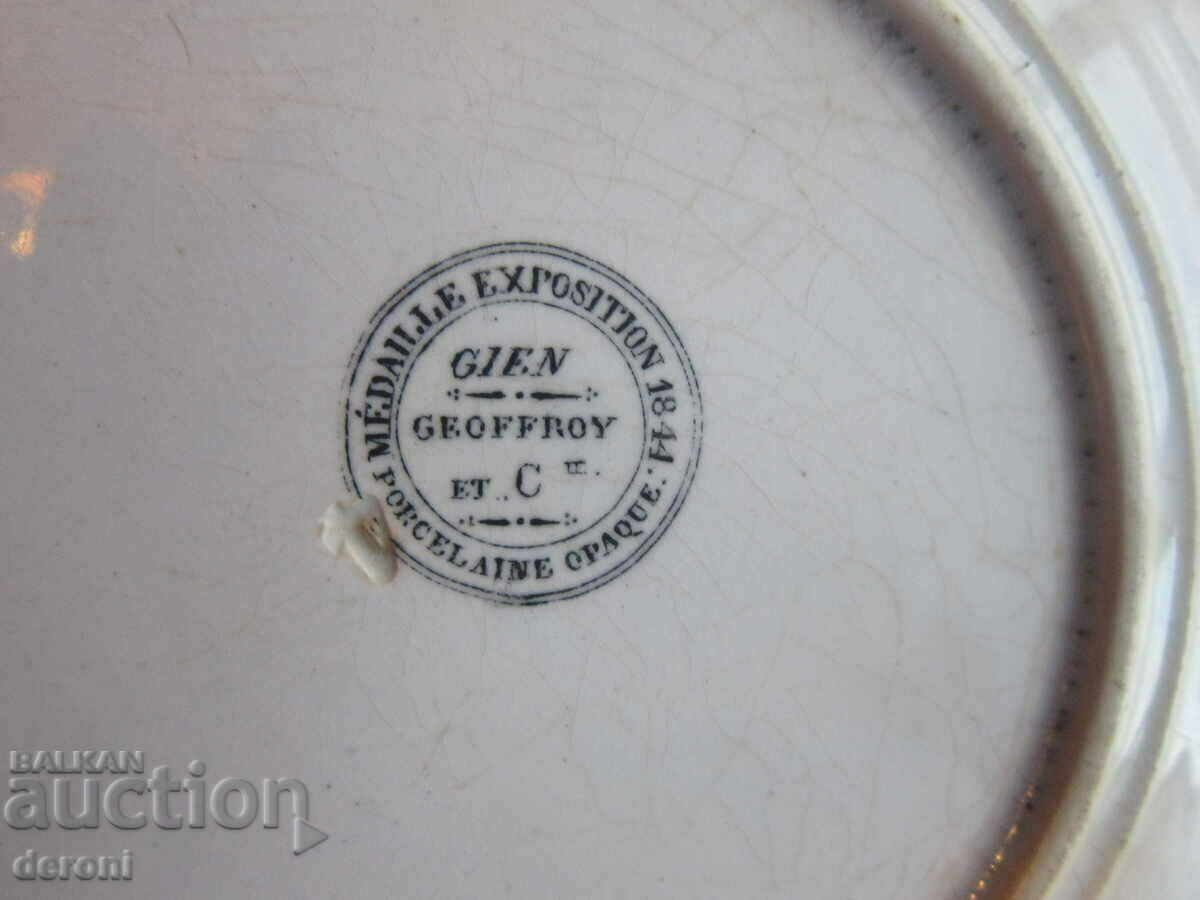 MÉDAILLE EXPOSITION 1844.
PORCELAINE OPAQUE.
GIEN
GEOFFROY
ET C IE.
BALKAN
auction
deroni